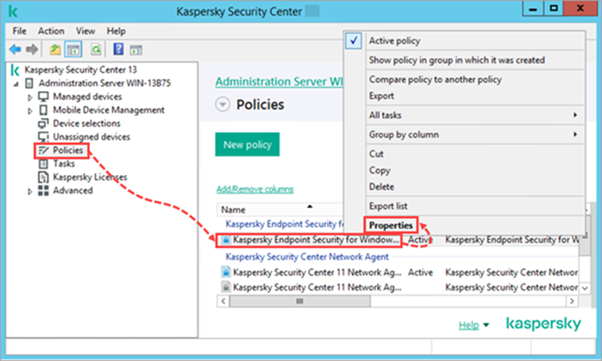 Kaspersky Security Center
File Action View Help
Kaspersky Security Center 13
Administration Server WIN-13B75
Managed devices
Mobile Device Management
Device selections
Unassigned devices
Policies
Tasks
Kaspersky Licenses
Advanced
Administration Server WIN
Policies
New policy
Add/Remove columns
Name
Kaspersky Endpoint Security fo
Kaspersky Endpoint Security for Window... Active Kaspersky Endpoint Security for W
Kaspersky Security Center Network Agent
Kaspersky Security Center 11 Network Ag... Active Kaspersky Security Center Network
Kaspersky Security Center 11 Network Ag... Kaspersky Security Center Network
Active policy
Show policy in group in which it was created
Compare policy to another policy
Export
All tasks
Group by column
Cut
Copy
Delete
Export list
Properties
Help
kaspersky